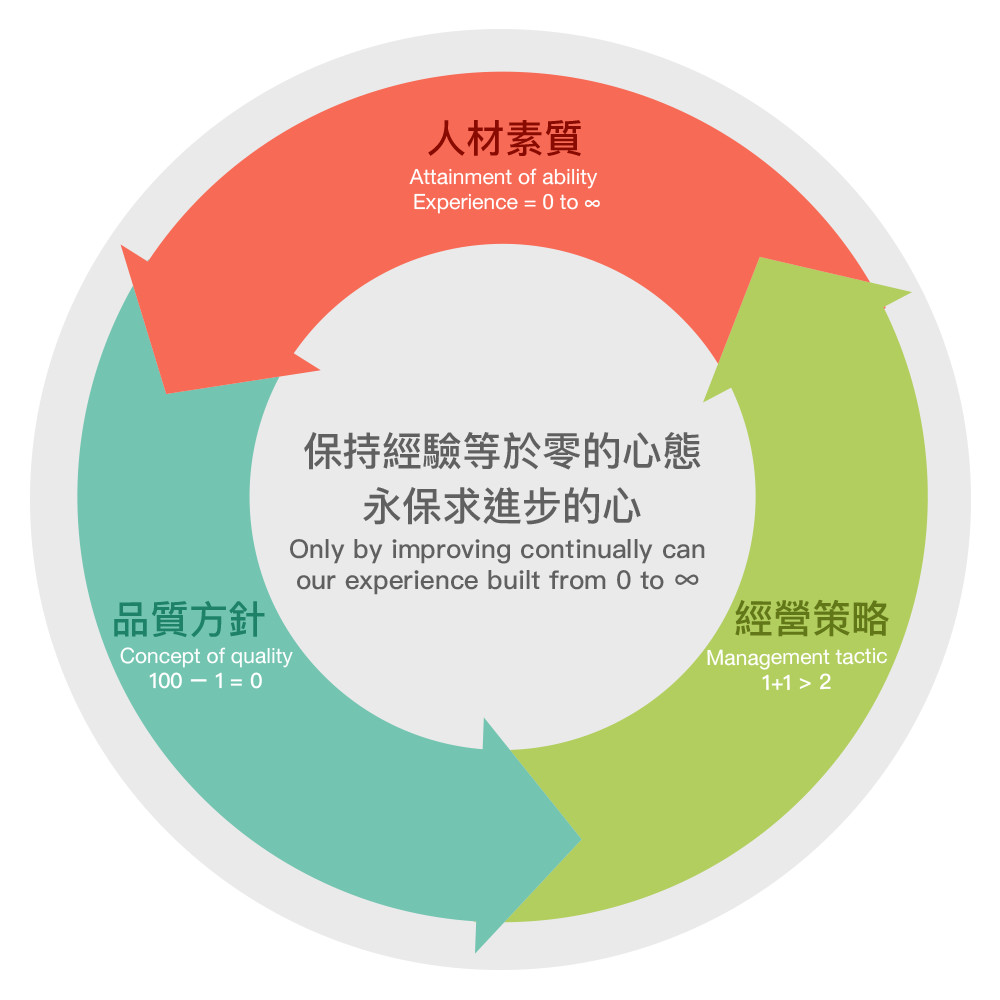 人材素質
Attainment of ability
Experience = 0 to ∞
保持經驗等於零的心態
永保求進步的心
Only by improving continually can
our experience built from 0 to ∞
品質方針
Concept of quality
100 － 1 = 0
經營策略
Management tactic
1+1 > 2